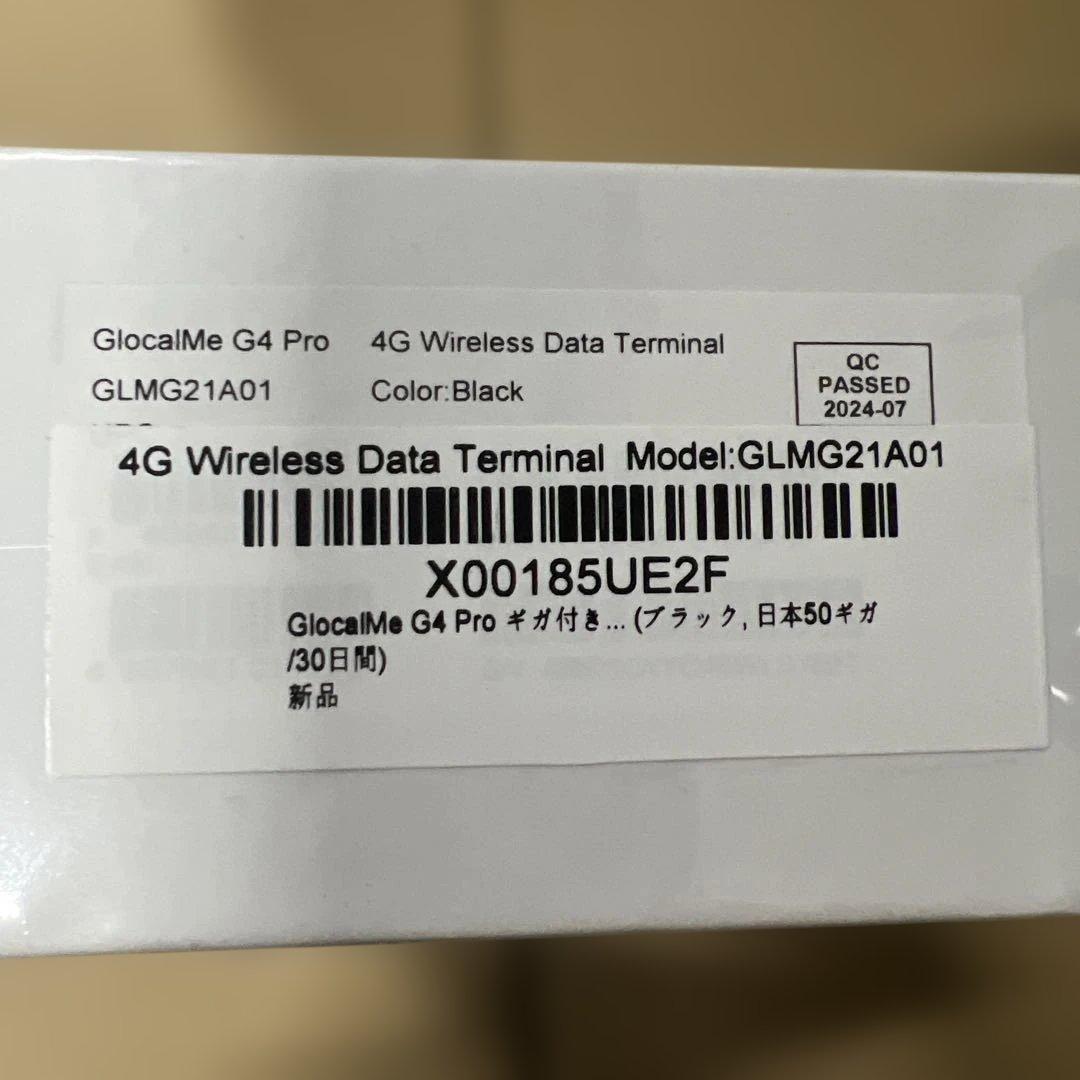 GlocalMe G4 Pro 4G Wireless Data Terminal
GLMG21A01 Color:Black
QC
PASSED
2024-07
4G Wireless Data Terminal Model:GLMG21A01
X00185UE2F
GlocalMe G4 Pro ギガ付き... (ブラック, 日本50ギガ
/30日間)
新品